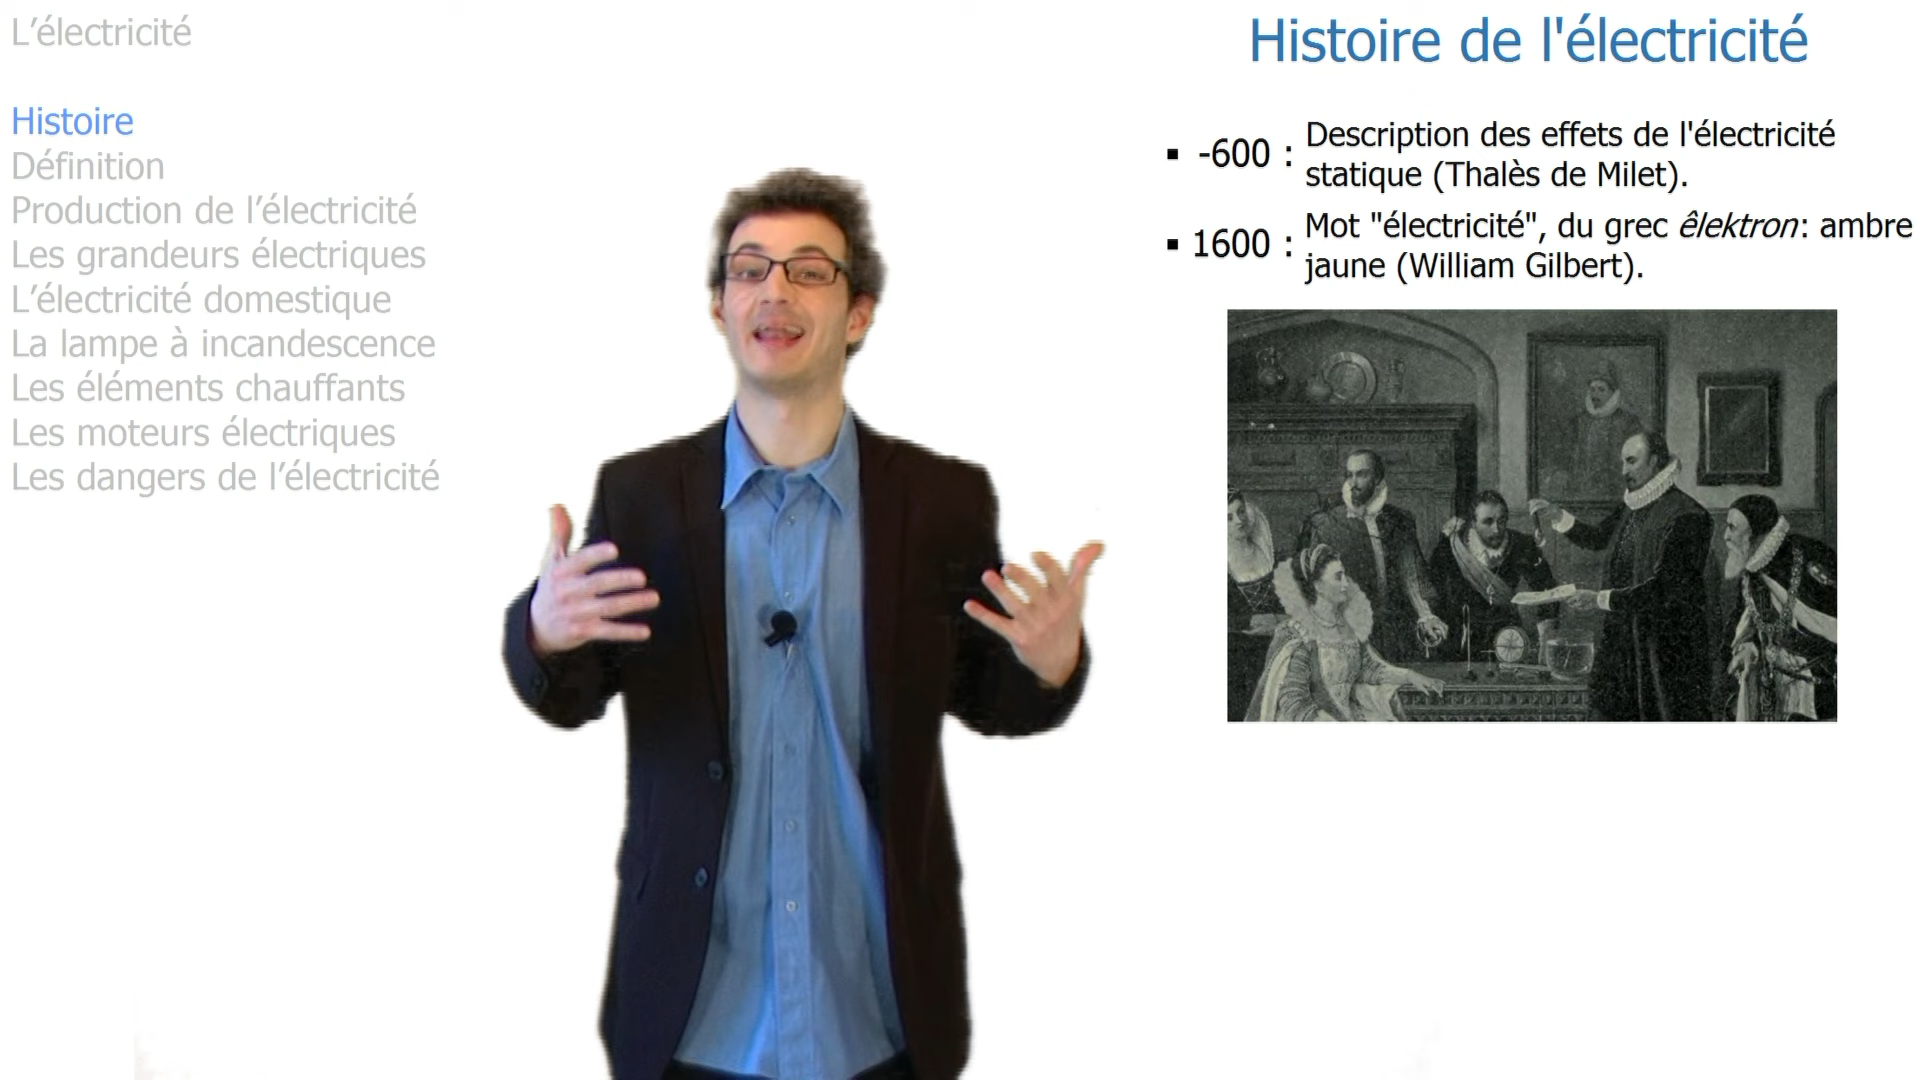 L’électricité
Histoire
Définition
Production de l’électricité
Les grandeurs électriques
L’électricité domestique
La lampe à incandescence
Les éléments chauffants
Les moteurs électriques
Les dangers de l’électricité
Histoire de l'électricité
▪ -600 : Description des effets de l'électricité
statique (Thalès de Milet).
▪ 1600 : Mot "électricité", du grec êlektron: ambre
jaune (William Gilbert).